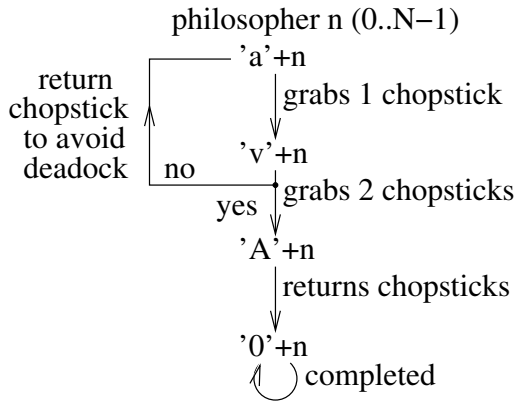 philosopher n (0..N−1)
'a'+n
return
chopstick
to avoid
deadock
grabs 1 chopstick
'v'+n
no
grabs 2 chopsticks
yes
'A'+n
returns chopsticks
'0'+n
completed